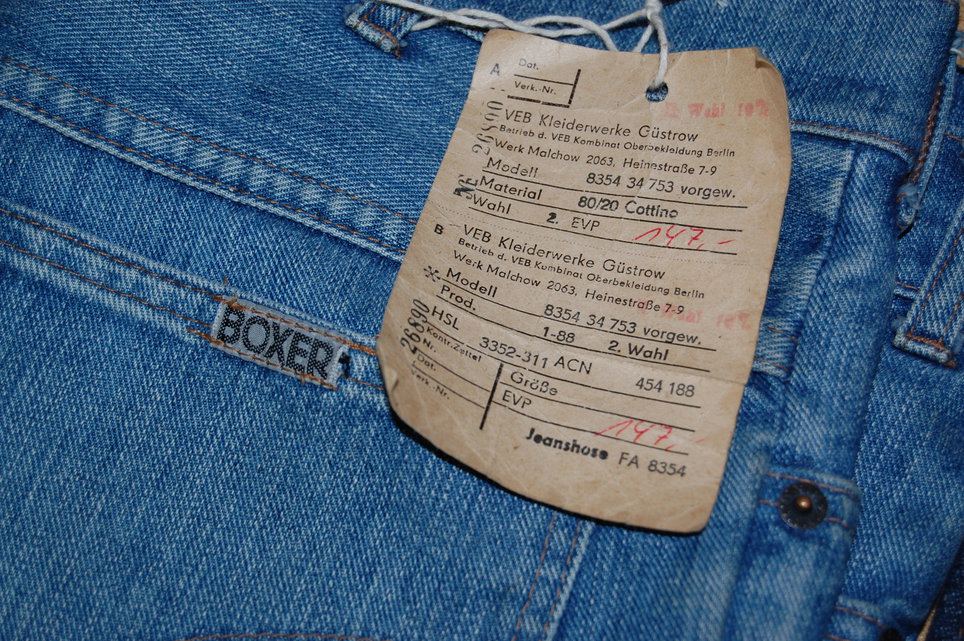 A
Dat.
Verk.-Nr.
2. Wahl
VEB Kleiderwerke Güstrow
Betrieb d. VEB Kombinat Oberbekleidung Berlin
Werk Malchow 2063, Heinestraße 7-9
Modell 8354 34 753 vorgew.
Material 80/20 Cottino
Wahl 2. EVP 147,-
B VEB Kleiderwerke Güstrow
Betrieb d. VEB Kombinat Oberbekleidung Berlin
Werk Malchow 2063, Heinestraße 7-9
Modell 8354 34 753 vorgew.
Prod. 1-88 2. Wahl
HSL 3352-311 ACN 454 188
Kontr.Zettel
Nr.
Größe
Dat.
EVP 147,-
Verk.-Nr.
Jeanshose FA 8354
26890
BOXER